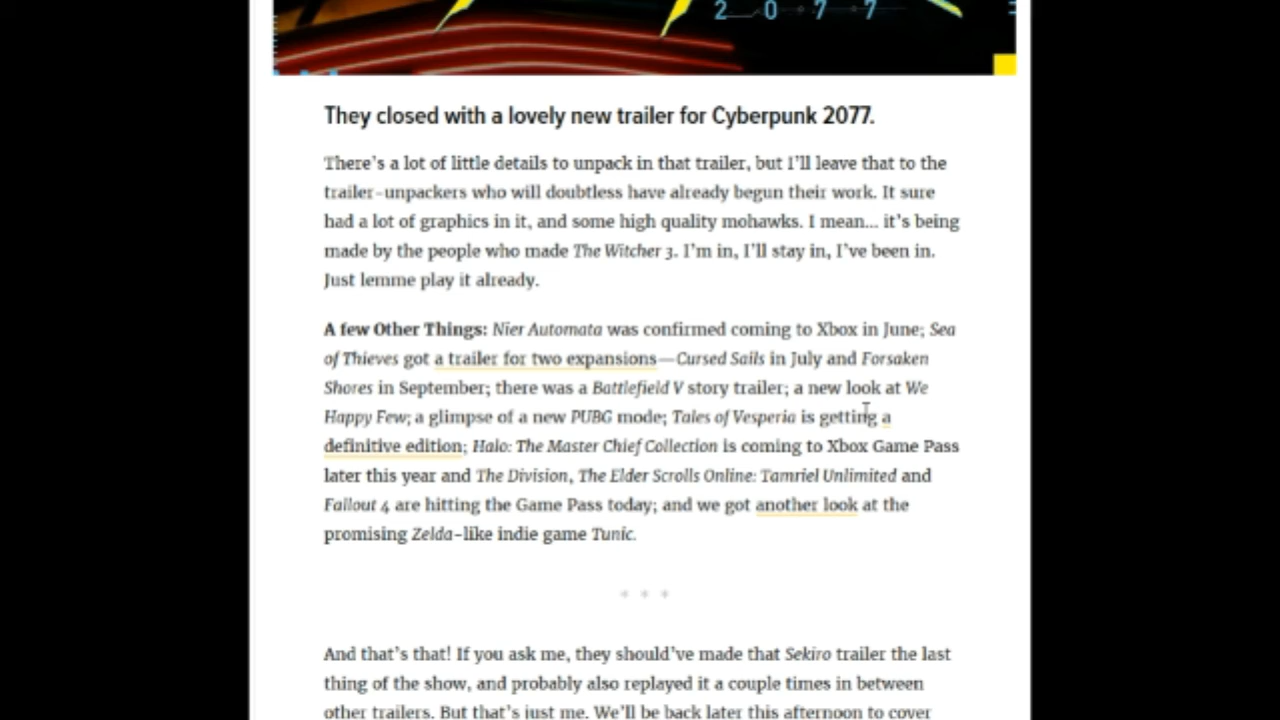 2 0 7 7
They closed with a lovely new trailer for Cyberpunk 2077.
There's a lot of little details to unpack in that trailer, but I'll leave that to the
trailer-unpackers who will doubtless have already begun their work. It sure
had a lot of graphics in it, and some high quality mohawks. I mean... it's being
made by the people who made The Witcher 3. I'm in, I'll stay in, I've been in.
Just lemme play it already.
A few Other Things: Nier Automata was confirmed coming to Xbox in June; Sea
of Thieves got a trailer for two expansions—Cursed Sails in July and Forsaken
Shores in September; there was a Battlefield V story trailer; a new look at We
Happy Few; a glimpse of a new PUBG mode; Tales of Vesperia is getting a
definitive edition; Halo: The Master Chief Collection is coming to Xbox Game Pass
later this year and The Division, The Elder Scrolls Online: Tamriel Unlimited and
Fallout 4 are hitting the Game Pass today; and we got another look at the
promising Zelda-like indie game Tunic.
* * *
And that's that! If you ask me, they should've made that Sekiro trailer the last
thing of the show, and probably also replayed it a couple times in between
other trailers. But that's just me. We'll be back later this afternoon to cover